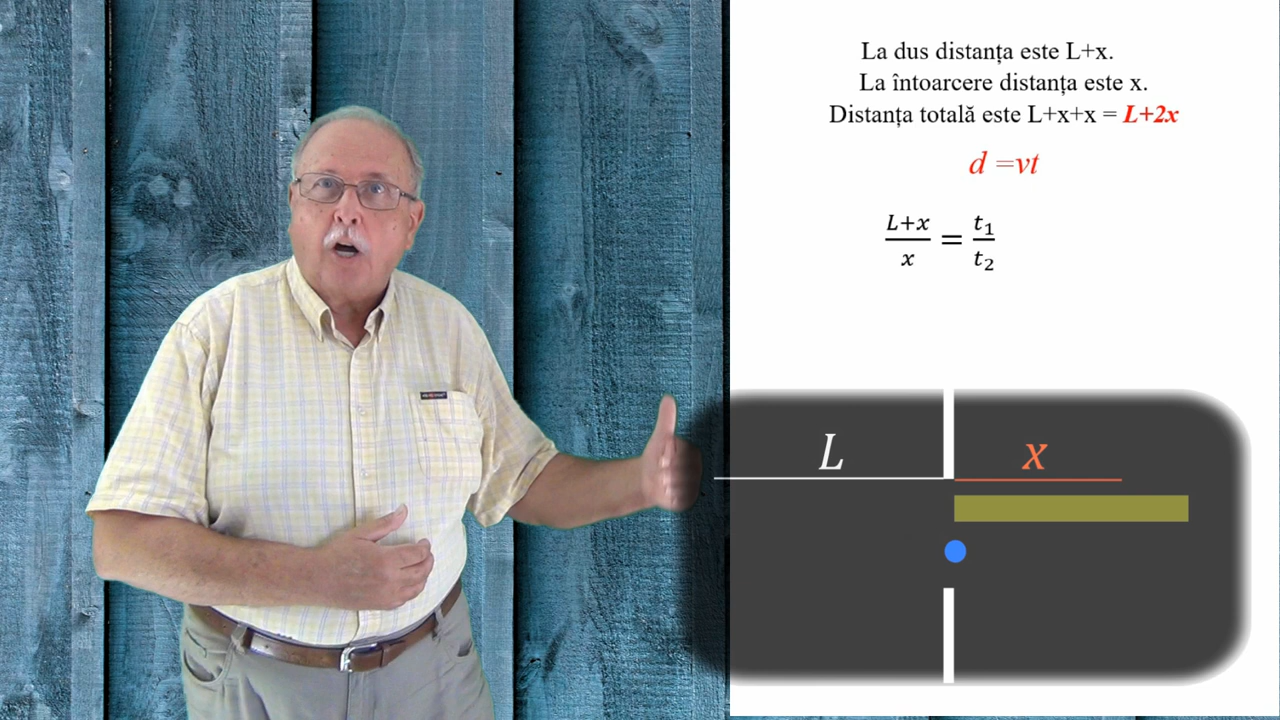 La dus distanța este L+x.
La întoarcere distanța este x.
Distanța totală este L+x+x = L+2x
d =vt
L+x/x = t₁/t₂
L
x